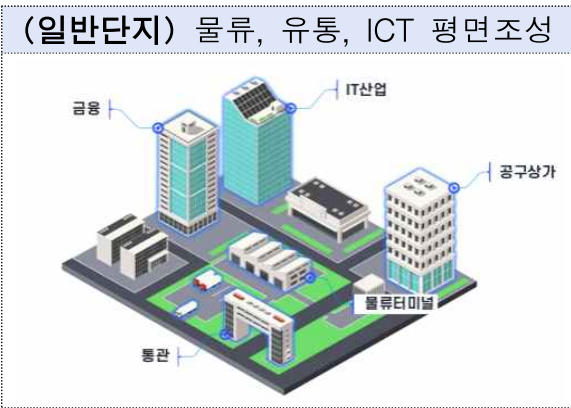 (일반단지) 물류, 유통, ICT 평면조성
IT산업
금융
공구상가
물류터미널
통관